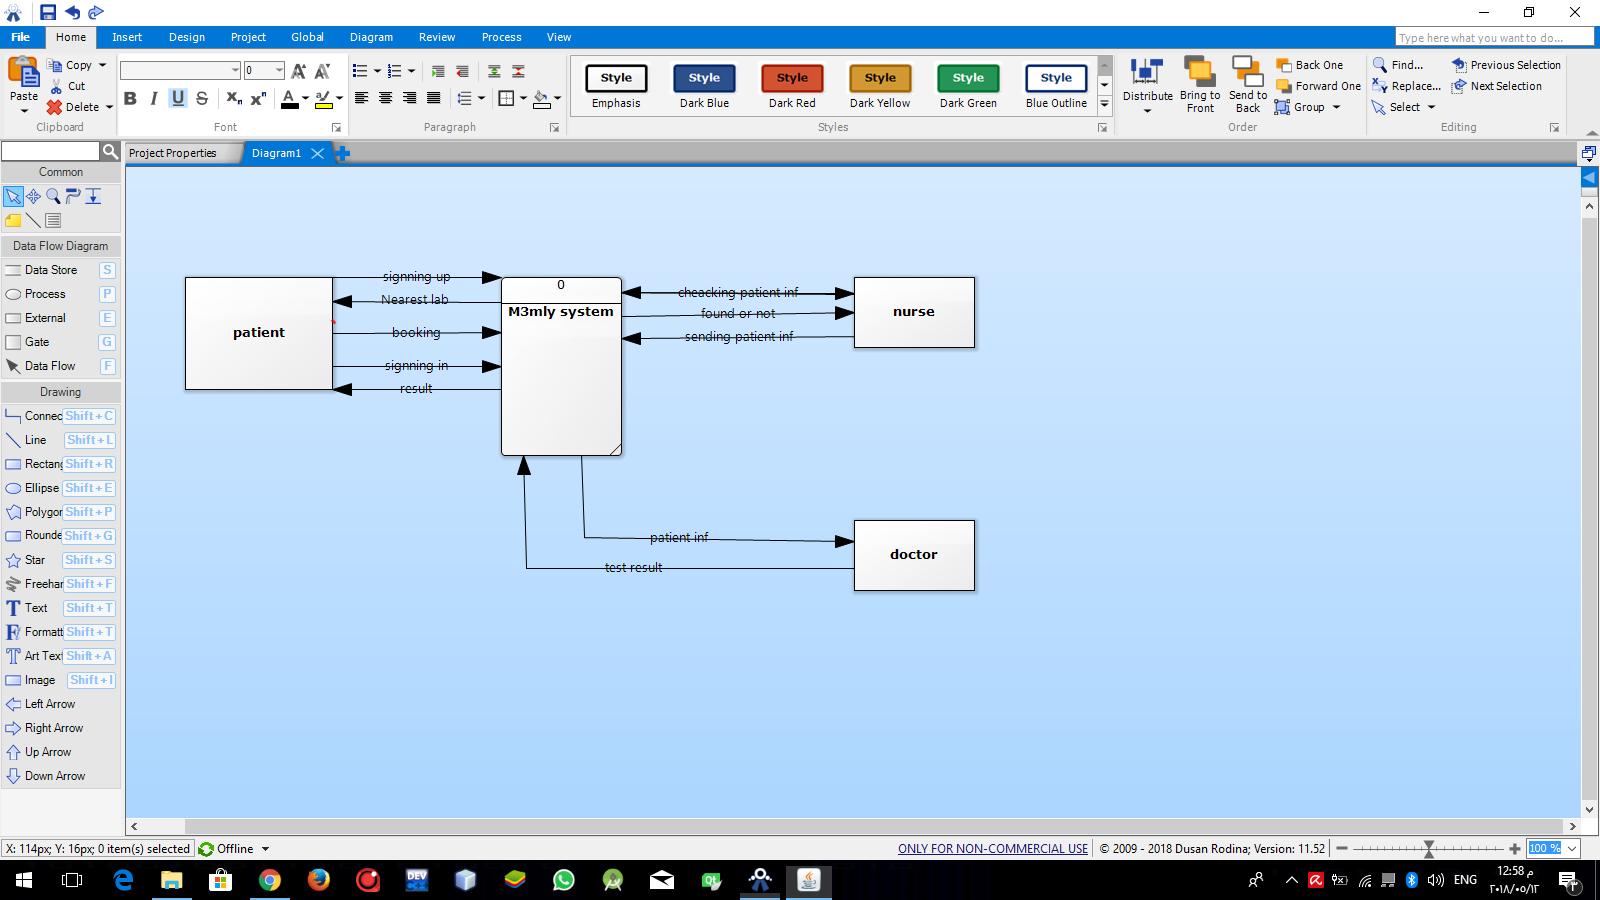 File
Home
Insert
Design
Project
Global
Diagram
Review
Process
View
Type here what you want to do...
Paste
Copy
Cut
Delete
Clipboard
0
B I U S X₂ Xⁿ A
Font
Paragraph
Style
Emphasis
Style
Dark Blue
Style
Dark Red
Style
Dark Yellow
Style
Dark Green
Style
Blue Outline
Styles
Distribute
Bring to Front
Send to Back
Back One
Forward One
Group
Order
Find...
Replace...
Select
Previous Selection
Next Selection
Editing
Project Properties
Diagram1
Common
Data Flow Diagram
Data Store S
Process P
External E
Gate G
Data Flow F
Drawing
Connec Shift+C
Line Shift+L
Rectang Shift+R
Ellipse Shift+E
Polygor Shift+P
Rounde Shift+G
Star Shift+S
Freehar Shift+F
Text Shift+T
Formatt Shift+T
Art Text Shift+A
Image Shift+I
Left Arrow
Right Arrow
Up Arrow
Down Arrow
patient
signning up
Nearest lab
booking
signning in
result
0
M3mly system
cheacking patient inf
found or not
sending patient inf
nurse
patient inf
test result
doctor
X: 114px; Y: 16px; 0 item(s) selected
Offline
ONLY FOR NON-COMMERCIAL USE
© 2009 - 2018 Dusan Rodina; Version: 11.52
100 %
DEV
ENG
12:58 م
٢٠١٨/٠٥/١٢
٣